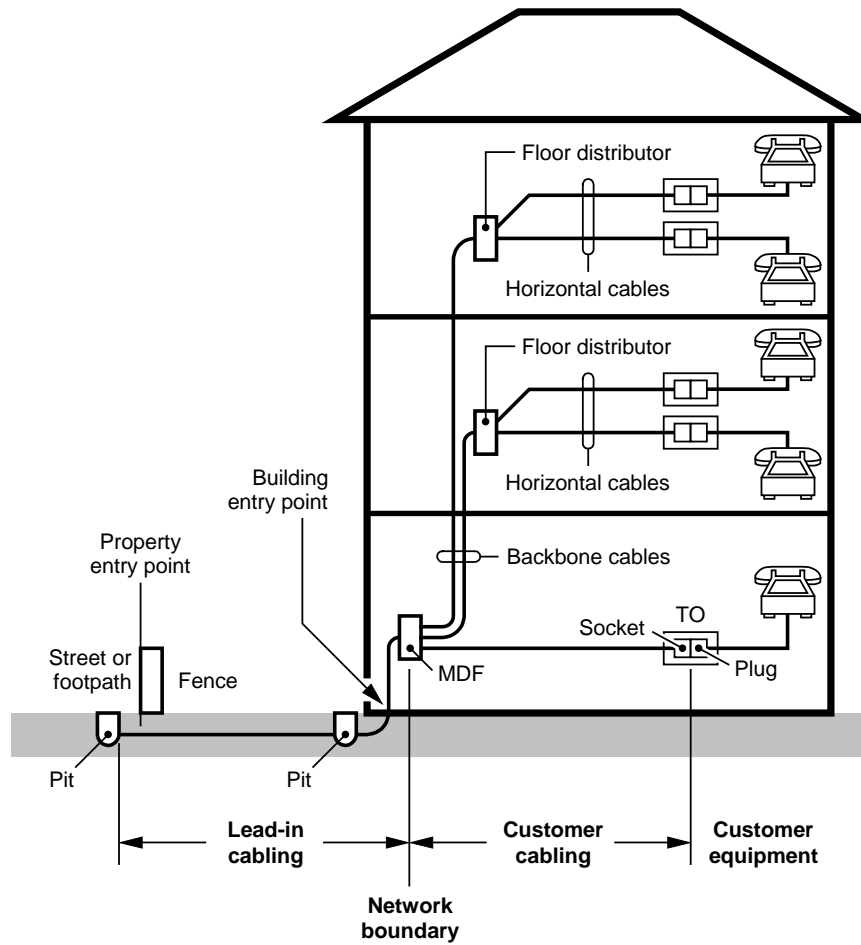 Floor distributor
Horizontal cables
Floor distributor
Horizontal cables
Building
entry point
Backbone cables
Property
entry point
TO
Socket
Street or
footpath
Fence
MDF
Plug
Pit
Pit
Lead-in
cabling
Customer
cabling
Customer
equipment
Network
boundary